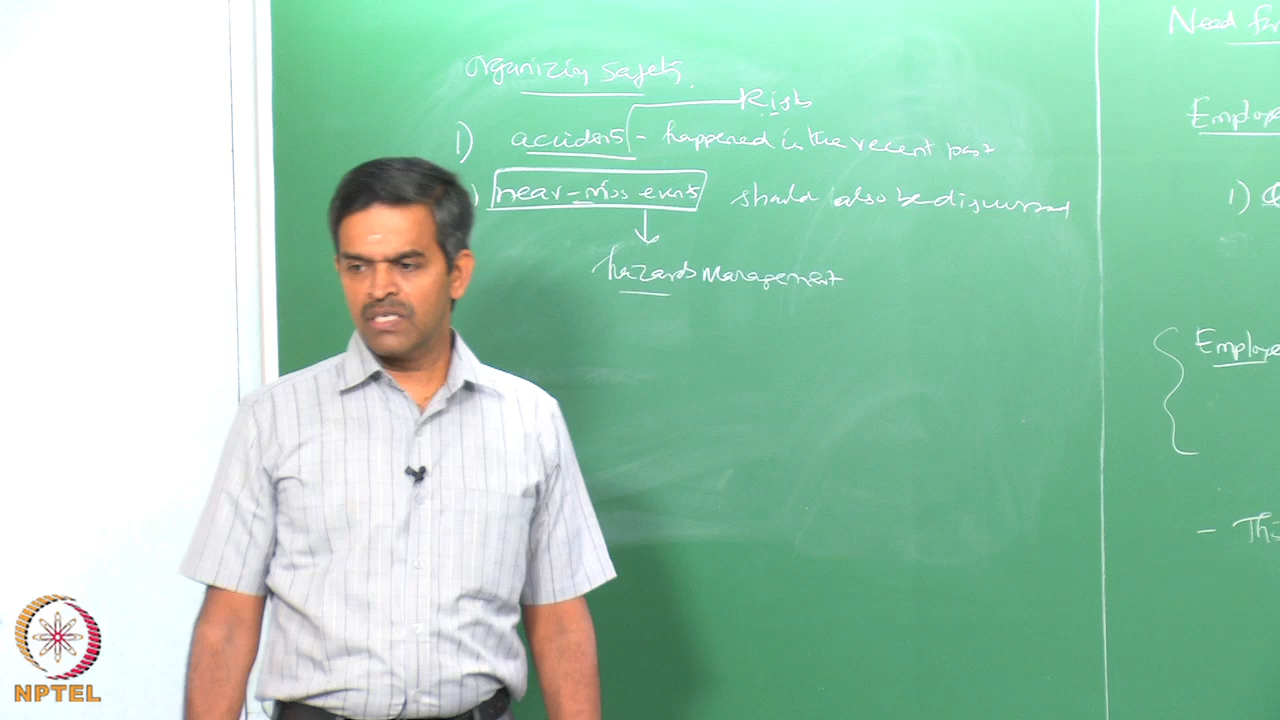 Organizing Safety
Risk
1) accidents - happened in the recent past
) near-miss events should also be discussed
↓
hazards management
Need for
Employe
1)
Employe
- Th
NPTEL